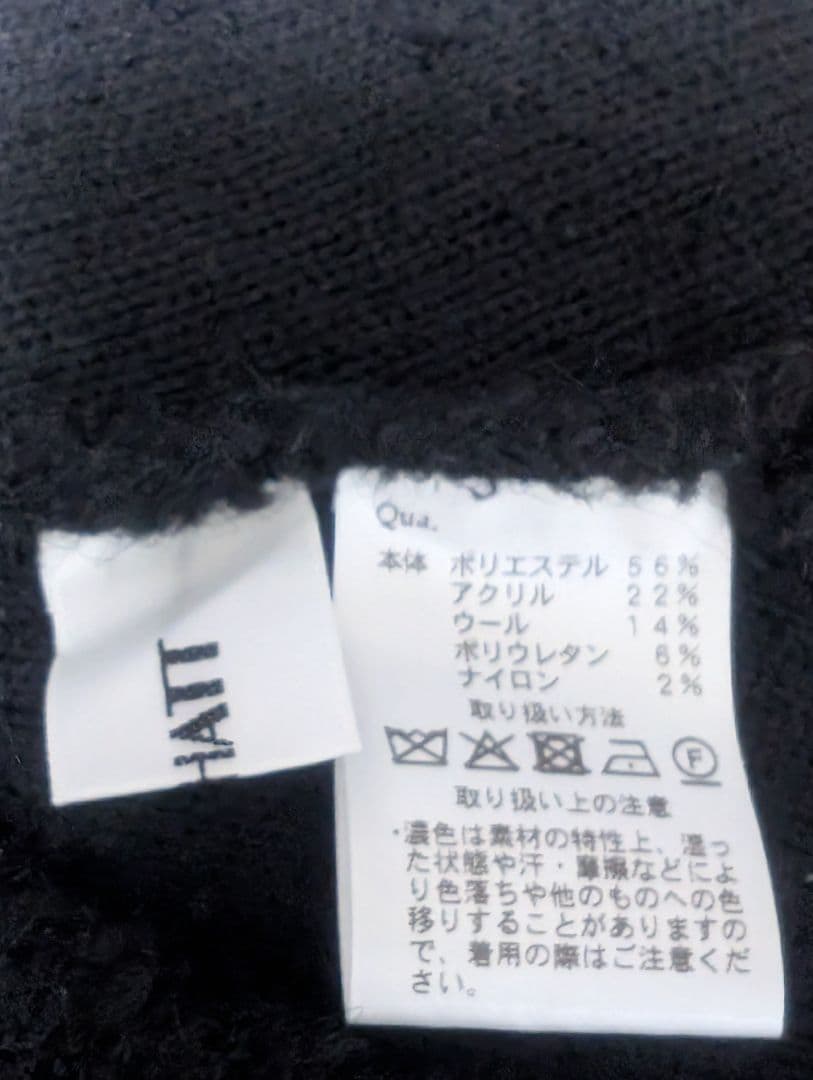 HATT
Qua.
本体 ポリエステル 56%
アクリル 22%
ウール 14%
ポリウレタン 6%
ナイロン 2%
取り扱い方法
F
取り扱い上の注意
・濃色は素材の特性上、湿っ
た状態や汗・摩擦などによ
り色落ちや他のものへの色
移りすることがありますの
で、着用の際はご注意くだ
さい。